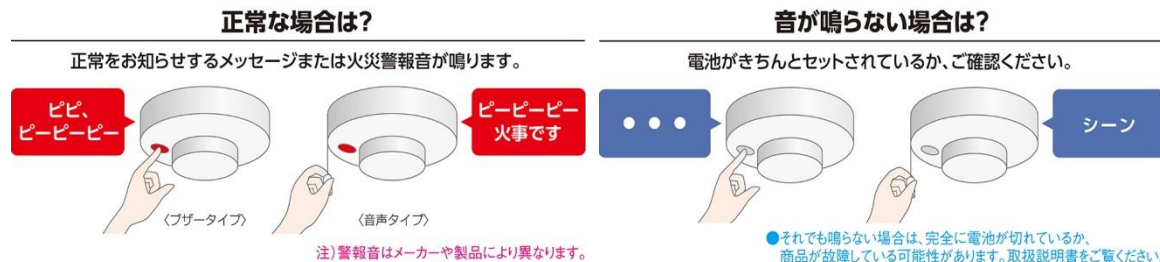 正常な場合は?
正常をお知らせするメッセージまたは火災警報音が鳴ります。
ピピ、
ピーピーピー
ピーピーピー
火事です
〈ブザータイプ〉
〈音声タイプ〉
注)警報音はメーカーや製品により異なります。
音が鳴らない場合は?
電池がきちんとセットされているか、ご確認ください。
●●●
シーン
●それでも鳴らない場合は、完全に電池が切れているか、
商品が故障している可能性があります。取扱説明書をご覧ください。